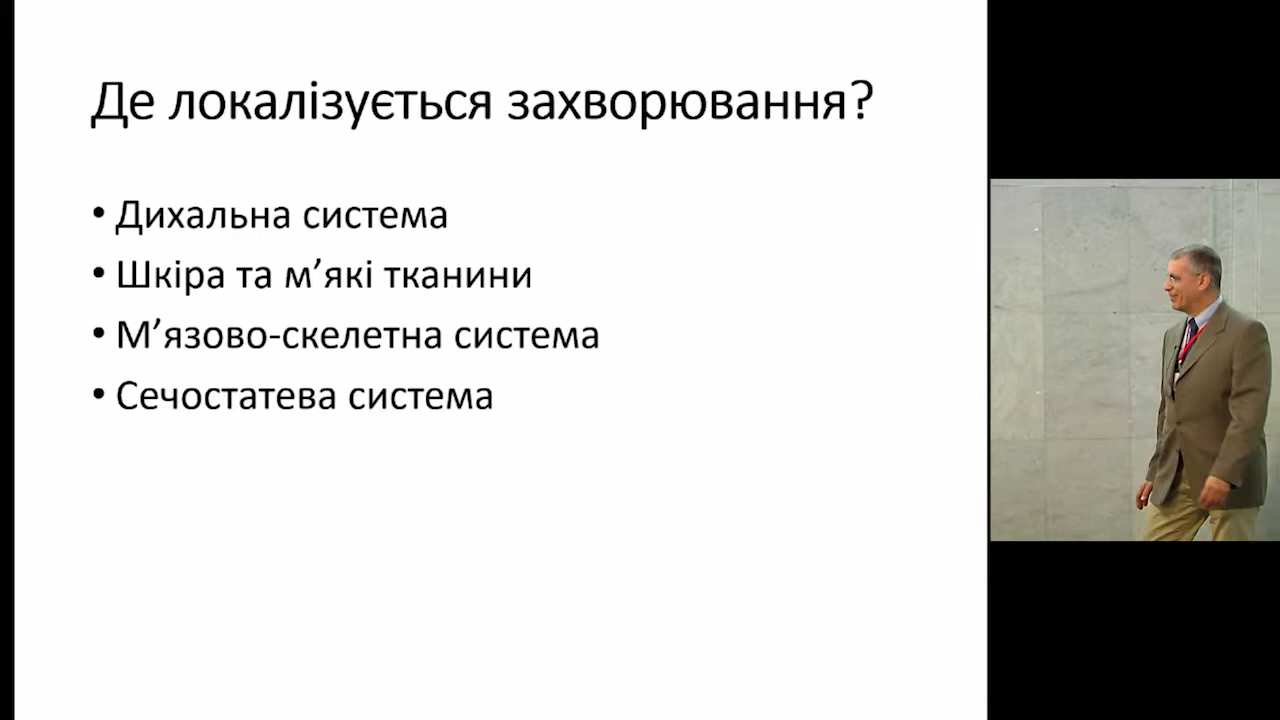 Де локалізується захворювання?
• Дихальна система
• Шкіра та м’які тканини
• М’язово-скелетна система
• Сечостатева система